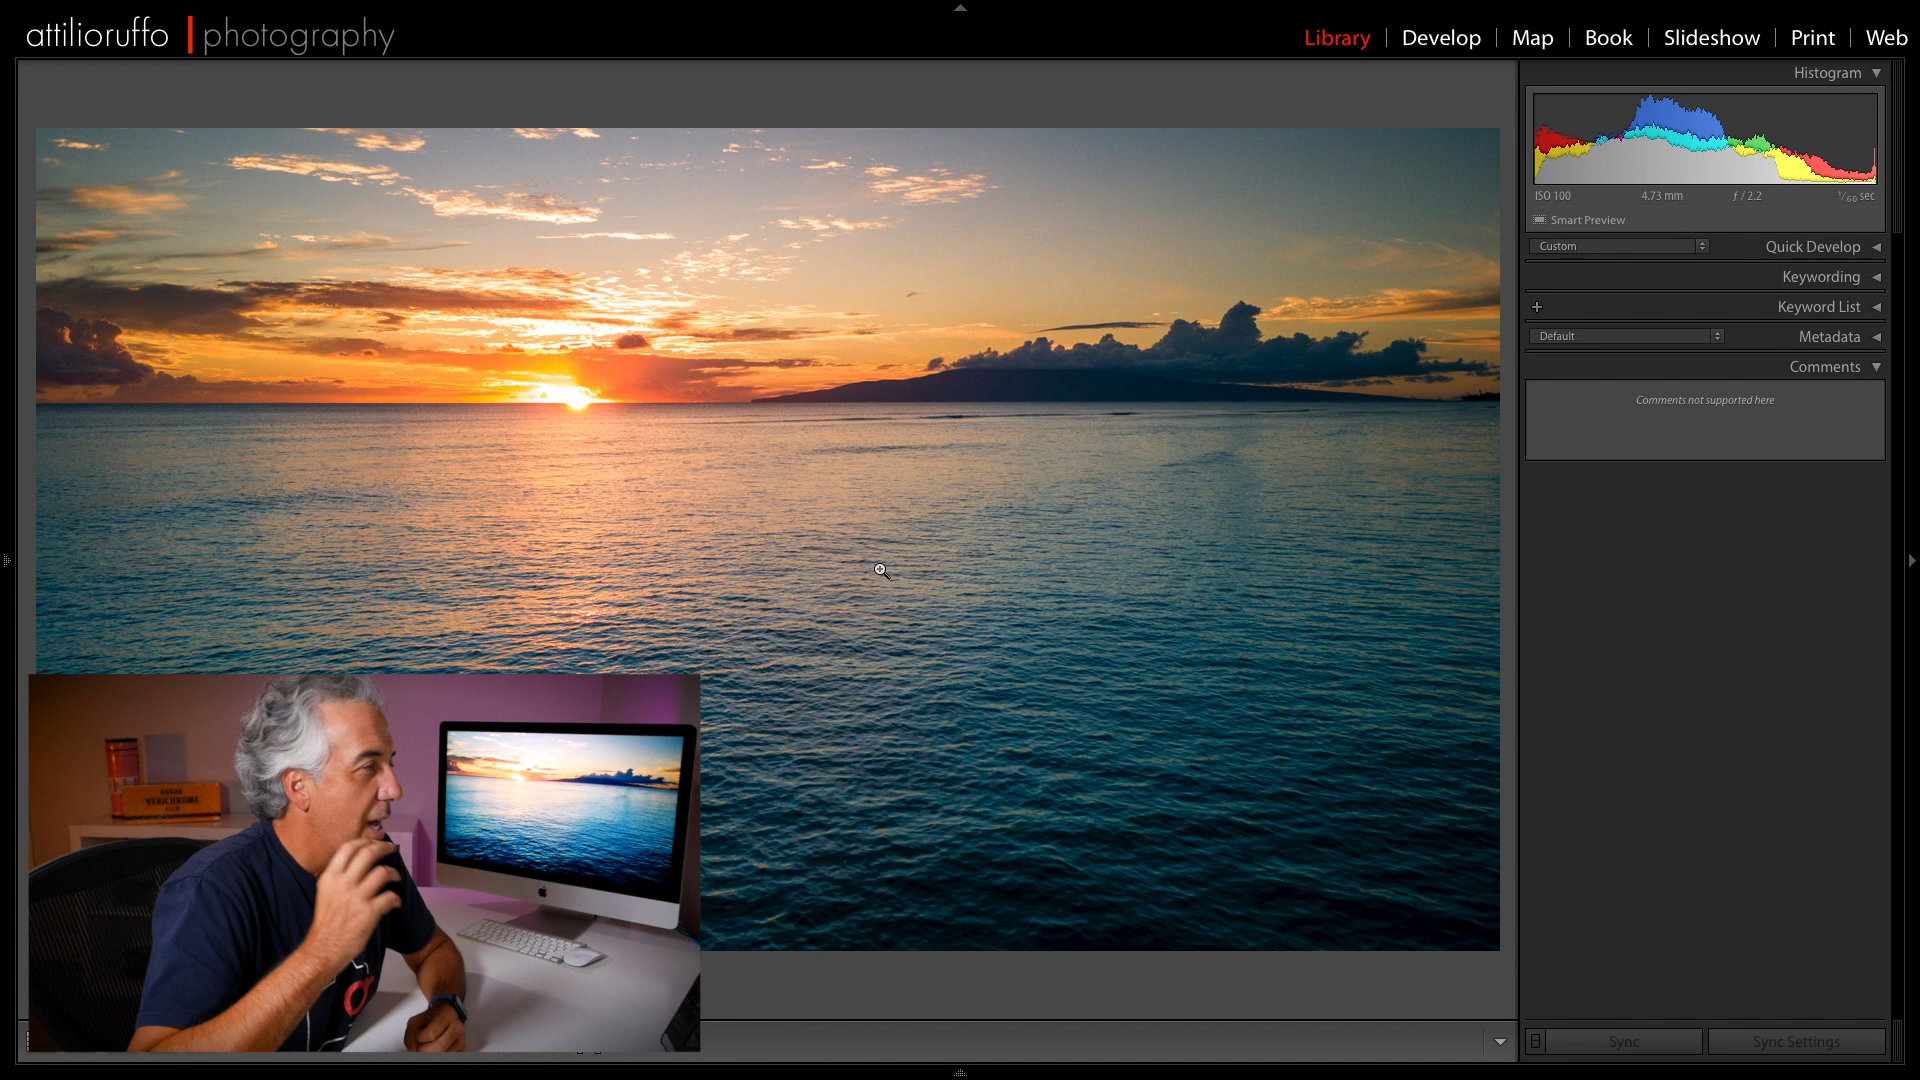 attilioruffo | photography
Library | Develop | Map | Book | Slideshow | Print | Web
Histogram
ISO 100 4.73 mm ƒ / 2.2 1/60 sec
Smart Preview
Custom Quick Develop
Keywording
Keyword List
Default Metadata
Comments
Comments not supported here
VERICHROME
FILM
Sync Sync Settings